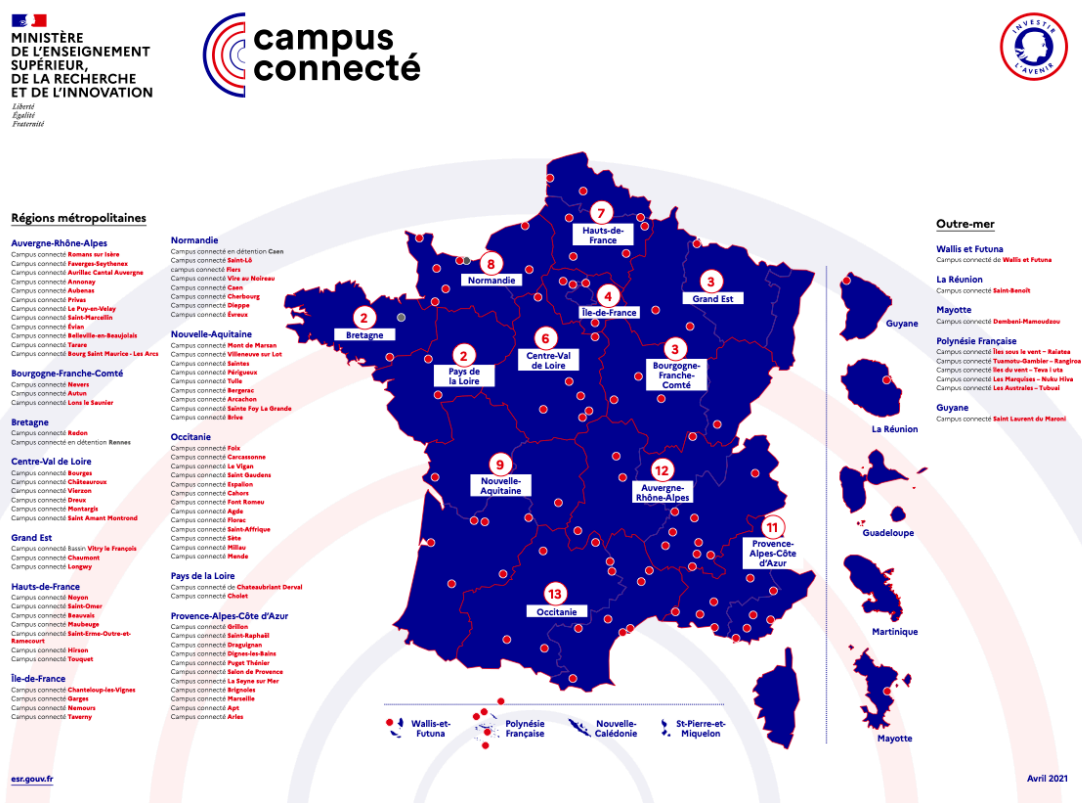 MINISTÈRE
DE L'ENSEIGNEMENT
SUPÉRIEUR,
DE LA RECHERCHE
ET DE L'INNOVATION
Liberté
Égalité
Fraternité
campus
connecté
INVESTIR
L'AVENIR
Régions métropolitaines
Auvergne-Rhône-Alpes
Campus connecté Romans sur Isère
Campus connecté Faverges-Seythenex
Campus connecté Aurillac Cantal Auvergne
Campus connecté Annonay
Campus connecté Aubenas
Campus connecté Privas
Campus connecté Le Puy-en-Velay
Campus connecté Saint-Marcellin
Campus connecté Évian
Campus connecté Belleville-en-Beaujolais
Campus connecté Tarare
Campus connecté Bourg Saint Maurice - Les Arcs
Bourgogne-Franche-Comté
Campus connecté Nevers
Campus connecté Autun
Campus connecté Lons le Saunier
Bretagne
Campus connecté Redon
Campus connecté en détention Rennes
Centre-Val de Loire
Campus connecté Bourges
Campus connecté Châteauroux
Campus connecté Vierzon
Campus connecté Dreux
Campus connecté Montargis
Campus connecté Saint Amant Montrond
Grand Est
Campus connecté Bassin Vitry le François
Campus connecté Chaumont
Campus connecté Longwy
Hauts-de-France
Campus connecté Noyon
Campus connecté Saint-Omer
Campus connecté Beauvais
Campus connecté Maubeuge
Campus connecté Saint-Erme-Outre-et-
Ramecourt
Campus connecté Hirson
Campus connecté Touquet
Île-de-France
Campus connecté Chanteloup-les-Vignes
Campus connecté Garges
Campus connecté Nemours
Campus connecté Taverny
Normandie
Campus connecté en détention Caen
Campus connecté Saint-Lô
campus connecté Flers
Campus connecté Vire au Noireau
Campus connecté Caen
Campus connecté Cherbourg
Campus connecté Dieppe
Campus connecté Évreux
Nouvelle-Aquitaine
Campus connecté Mont de Marsan
Campus connecté Villeneuve sur Lot
Campus connecté Saintes
Campus connecté Périgueux
Campus connecté Tulle
Campus connecté Bergerac
Campus connecté Arcachon
Campus connecté Sainte Foy La Grande
Campus connecté Brive
Occitanie
Campus connecté Foix
Campus connecté Carcassonne
Campus connecté Le Vigan
Campus connecté Saint Gaudens
Campus connecté Espalion
Campus connecté Cahors
Campus connecté Font Romeu
Campus connecté Agde
Campus connecté Florac
Campus connecté Saint-Affrique
Campus connecté Sète
Campus connecté Millau
Campus connecté Mende
Pays de la Loire
Campus connecté de Chateaubriant Derval
Campus connecté Cholet
Provence-Alpes-Côte d'Azur
Campus connecté Grillon
Campus connecté Saint-Raphaël
Campus connecté Draguignan
Campus connecté Dignes-les-Bains
Campus connecté Puget Thénier
Campus connecté Salon de Provence
Campus connecté La Seyne sur Mer
Campus connecté Brignoles
Campus connecté Marseille
Campus connecté Apt
Campus connecté Arles
7
Hauts-de-
France
8
Normandie
3
Grand Est
4
Île-de-France
2
Bretagne
6
Centre-Val
de Loire
2
Pays de
la Loire
3
Bourgogne-
Franche-
Comté
9
Nouvelle-
Aquitaine
12
Auvergne-
Rhône-Alpes
11
Provence-
Alpes-Côte
d'Azur
13
Occitanie
Wallis-et-
Futuna
Polynésie
Française
Nouvelle-
Calédonie
St-Pierre-et-
Miquelon
Guyane
La Réunion
Guadeloupe
Martinique
Mayotte
Outre-mer
Wallis et Futuna
Campus connecté de Wallis et Futuna
La Réunion
Campus connecté Saint-Benoît
Mayotte
Campus connecté Dembeni-Mamoudzou
Polynésie Française
Campus connecté Îles sous le vent – Raiatea
Campus connecté Tuamotu-Gambier – Rangiroa
Campus connecté Îles du vent – Teva i uta
Campus connecté Les Marquises – Nuku Hiva
Campus connecté Les Australes – Tubuai
Guyane
Campus connecté Saint Laurent du Maroni
esr.gouv.fr
Avril 2021